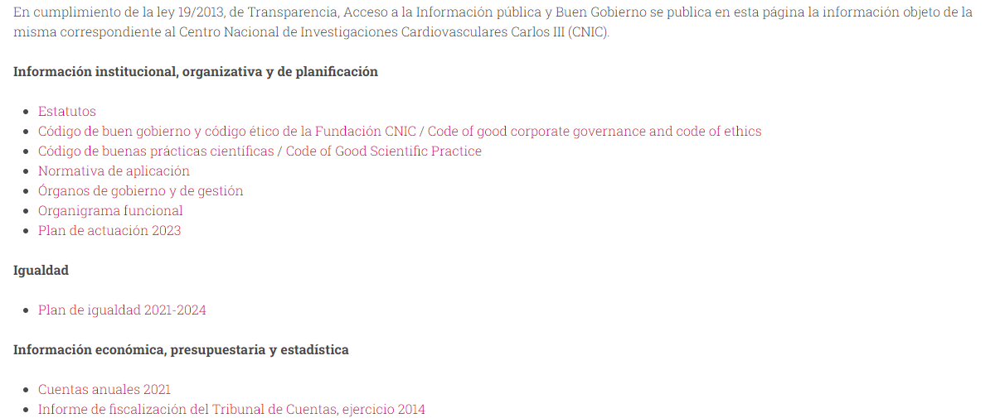 En cumplimiento de la ley 19/2013, de Transparencia, Acceso a la Información pública y Buen Gobierno se publica en esta página la información objeto de la
misma correspondiente al Centro Nacional de Investigaciones Cardiovasculares Carlos III (CNIC).
Información institucional, organizativa y de planificación
Estatutos
Código de buen gobierno y código ético de la Fundación CNIC / Code of good corporate governance and code of ethics
Código de buenas prácticas científicas / Code of Good Scientific Practice
Normativa de aplicación
Órganos de gobierno y de gestión
Organigrama funcional
Plan de actuación 2023
Igualdad
Plan de igualdad 2021-2024
Información económica, presupuestaria y estadística
Cuentas anuales 2021
Informe de fiscalización del Tribunal de Cuentas, ejercicio 2014